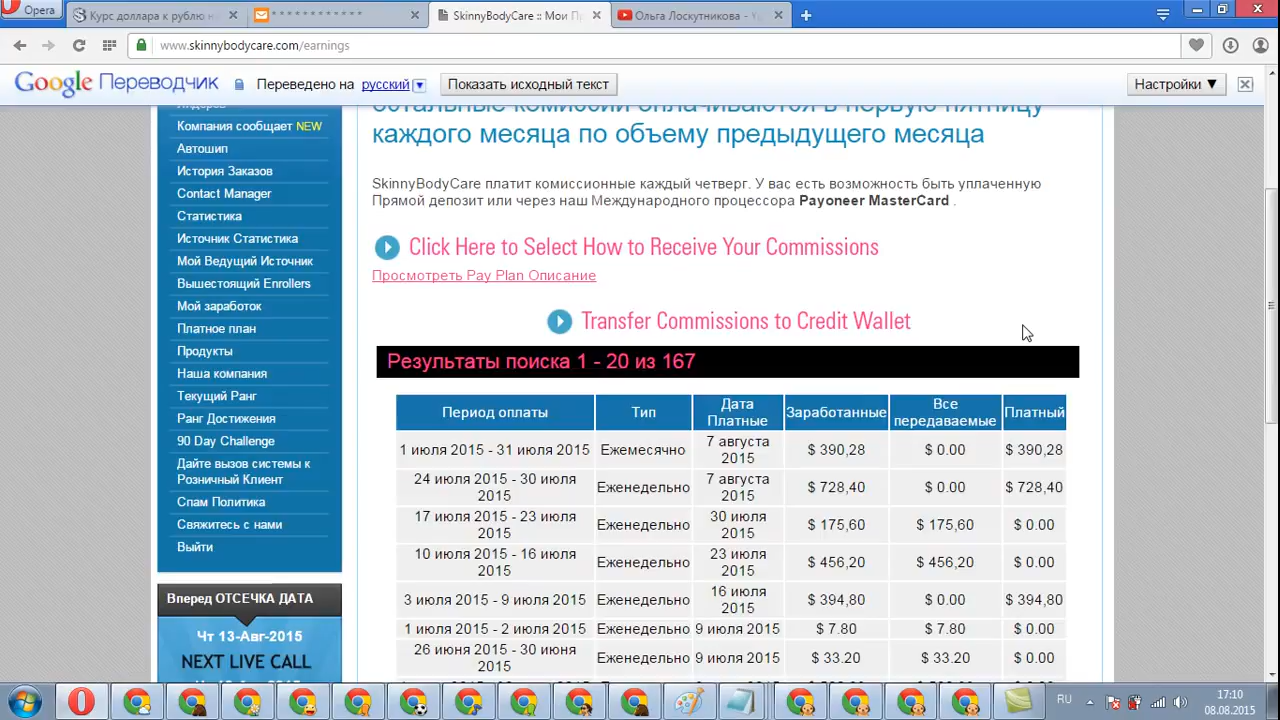 Opera
Курс доллара к рублю н
* * * * * * * * * * * *
SkinnyBodyCare :: Мои П
Ольга Лоскутникова - Y
www.skinnybodycare.com/earnings
Google Переводчик
Переведено на русский
Показать исходный текст
Настройки ▼
Лидеров
Компания сообщает NEW
Автошип
История Заказов
Contact Manager
Статистика
Источник Статистика
Мой Ведущий Источник
Вышестоящий Enrollers
Мой заработок
Платное план
Продукты
Наша компания
Текущий Ранг
Ранг Достижения
90 Day Challenge
Дайте вызов системы к
Розничный Клиент
Спам Политика
Свяжитесь с нами
Выйти
Вперед ОТСЕЧКА ДАТА
Чт 13-Авг-2015
NEXT LIVE CALL
остальные комиссии оплачиваются в первую пятницу
каждого месяца по объему предыдущего месяца
SkinnyBodyCare платит комиссионные каждый четверг. У вас есть возможность быть уплаченную
Прямой депозит или через наш Международного процессора Payoneer MasterCard .
Click Here to Select How to Receive Your Commissions
Просмотреть Pay Plan Описание
Transfer Commissions to Credit Wallet
Результаты поиска 1 - 20 из 167
Период оплаты Тип Дата Платные Заработанные Все передаваемые Платный
1 июля 2015 - 31 июля 2015 Ежемесячно 7 августа 2015 $ 390,28 $ 0.00 $ 390,28
24 июля 2015 - 30 июля 2015 Еженедельно 7 августа 2015 $ 728,40 $ 0.00 $ 728,40
17 июля 2015 - 23 июля 2015 Еженедельно 30 июля 2015 $ 175,60 $ 175,60 $ 0.00
10 июля 2015 - 16 июля 2015 Еженедельно 23 июля 2015 $ 456,20 $ 456,20 $ 0.00
3 июля 2015 - 9 июля 2015 Еженедельно 16 июля 2015 $ 394,80 $ 0.00 $ 394,80
1 июля 2015 - 2 июля 2015 Еженедельно 9 июля 2015 $ 7.80 $ 7.80 $ 0.00
26 июня 2015 - 30 июня 2015 Еженедельно 9 июля 2015 $ 33.20 $ 33.20 $ 0.00
RU
17:10
08.08.2015